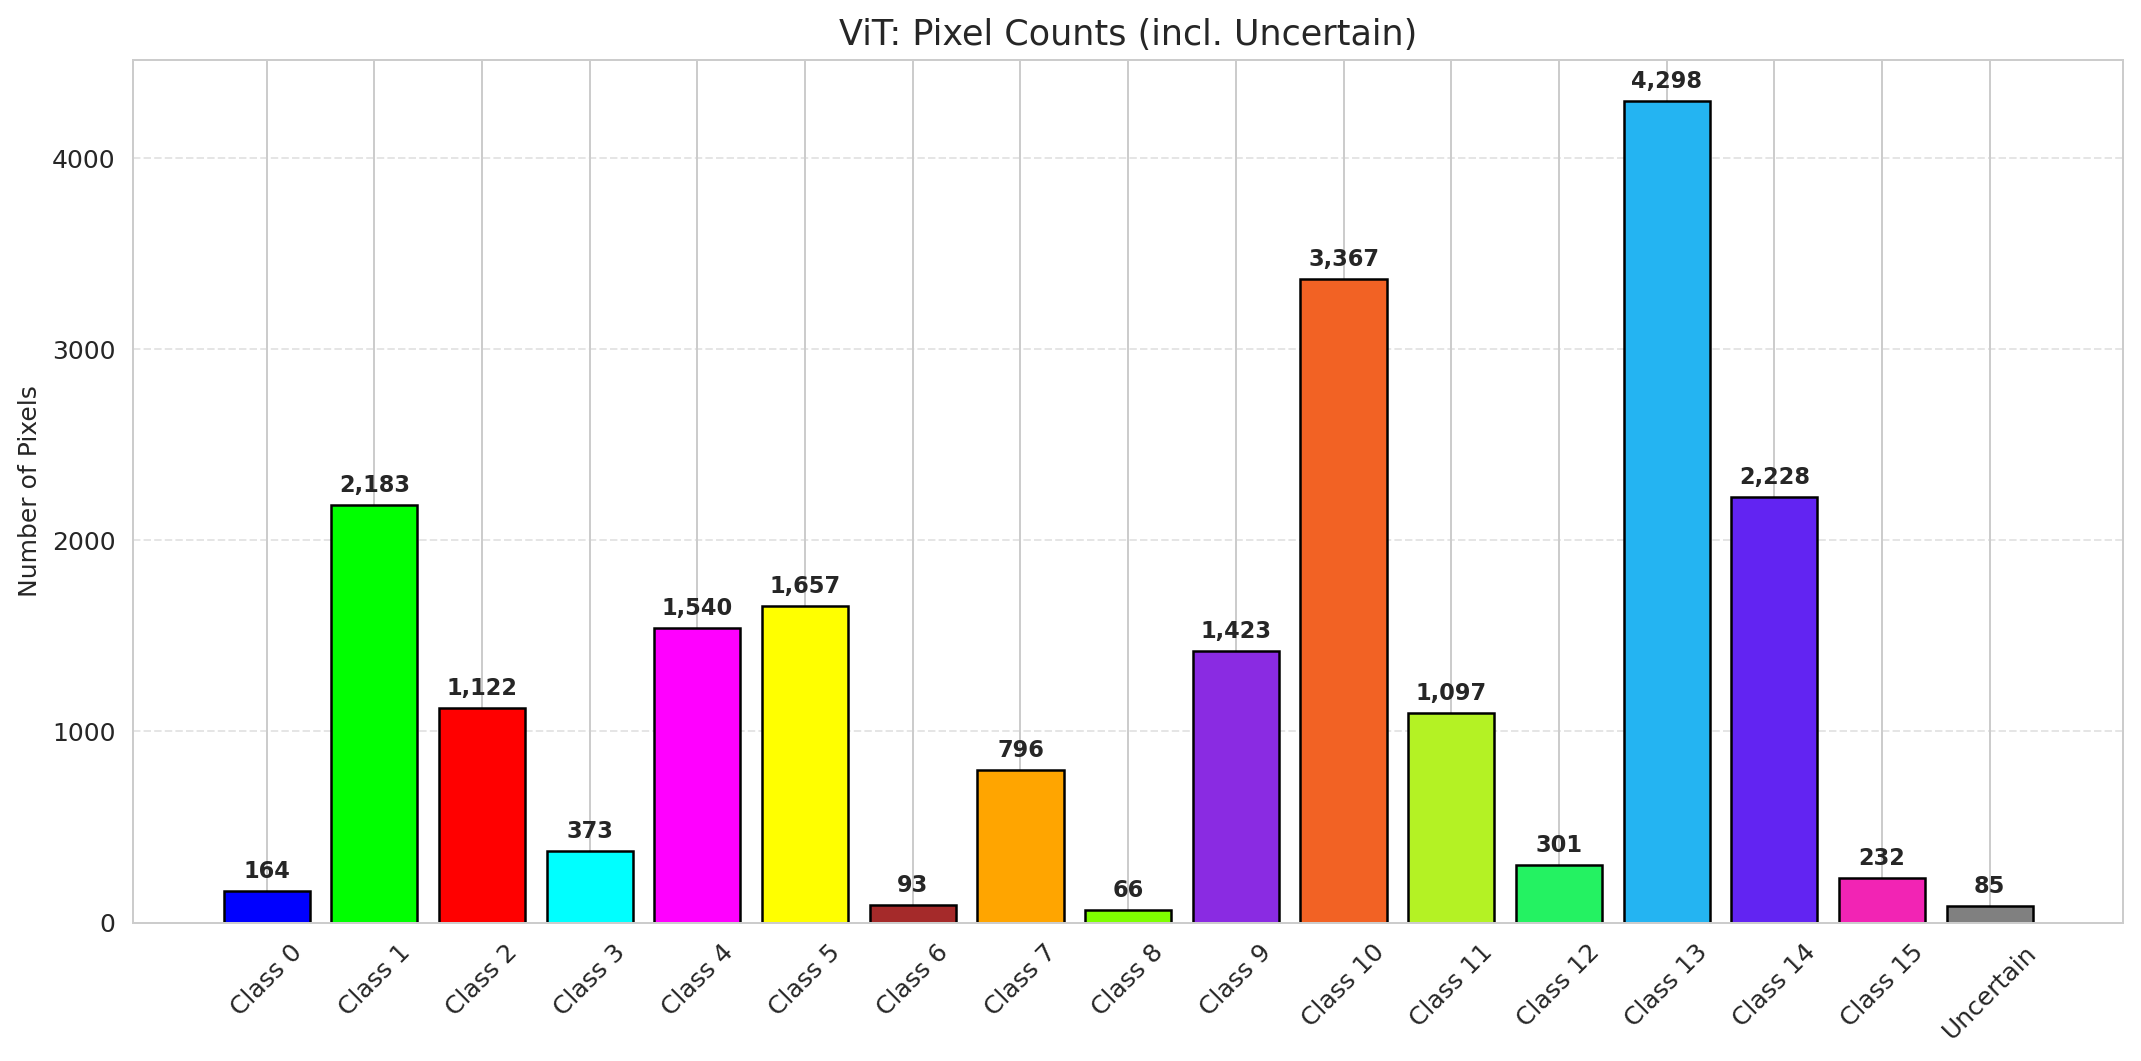 ViT: Pixel Counts (incl. Uncertain)
Number of Pixels
4000
3000
2000
1000
0
164
2,183
1,122
373
1,540
1,657
93
796
66
1,423
3,367
1,097
301
4,298
2,228
232
85
Class 0
Class 1
Class 2
Class 3
Class 4
Class 5
Class 6
Class 7
Class 8
Class 9
Class 10
Class 11
Class 12
Class 13
Class 14
Class 15
Uncertain